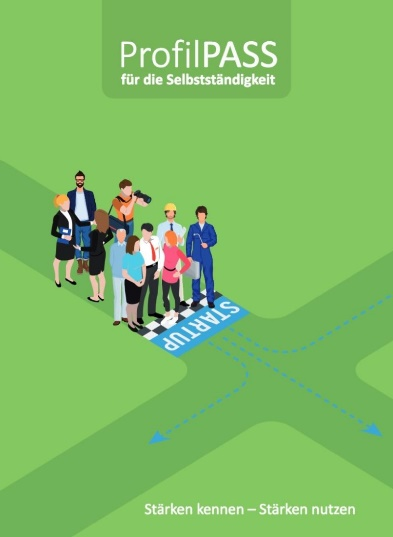 ProfilPASS
für die Selbstständigkeit
STARTUP
Stärken kennen – Stärken nutzen